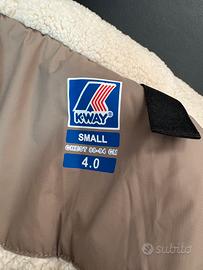 K-WAY
SMALL
CHEST 88-94 CM
4.0
subito